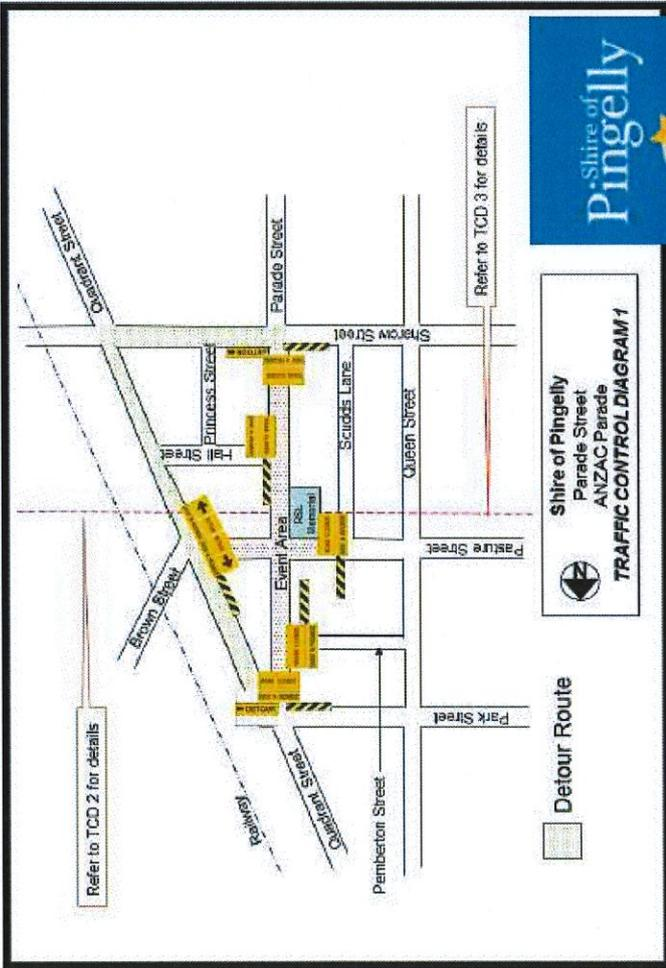 Refer to TCD 2 for details
Quadrant Street
Parade Street
Princess Street
Hall Street
Brown Street
Railway
Quadrant Street
Event Area
RSL
Memorial
Sharow Street
Scudds Lane
Queen Street
Pasture Street
Park Street
Pemberton Street
Refer to TCD 3 for details
Detour Route
N
Shire of Pingelly
Parade Street
ANZAC Parade
TRAFFIC CONTROL DIAGRAM 1
Shire of
Pingelly